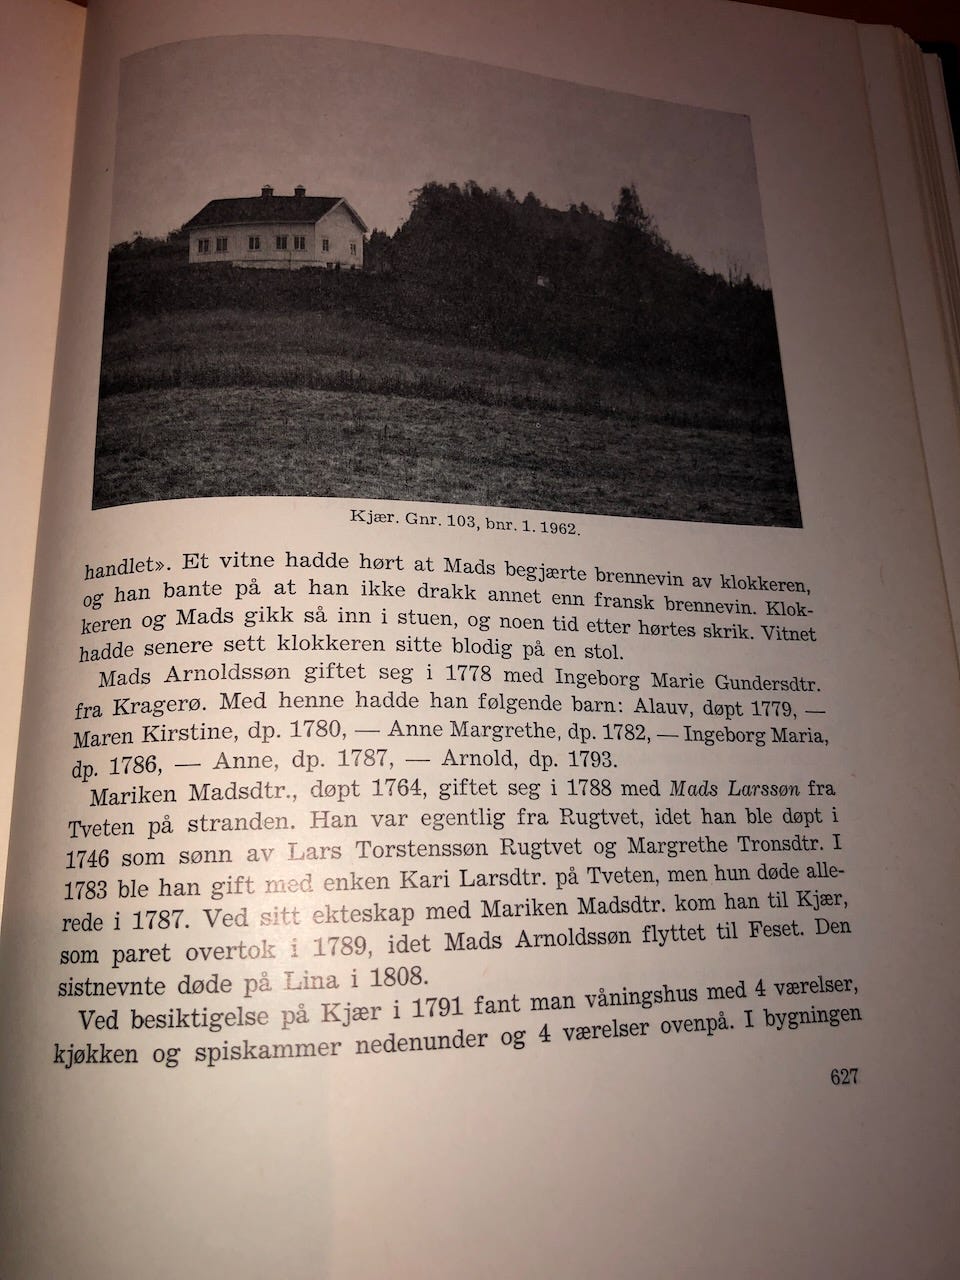 Kjær. Gnr. 103, bnr. 1. 1962.
handlet». Et vitne hadde hørt at Mads begjærte brennevin av klokkeren,
og han bante på at han ikke drakk annet enn fransk brennevin. Klok-
keren og Mads gikk så inn i stuen, og noen tid etter hørtes skrik. Vitnet
hadde senere sett klokkeren sitte blodig på en stol.
Mads Arnoldssøn giftet seg i 1778 med Ingeborg Marie Gundersdtr.
fra Kragerø. Med henne hadde han følgende barn: Alauv, døpt 1779, —
Maren Kirstine, dp. 1780, — Anne Margrethe, dp. 1782, — Ingeborg Maria,
dp. 1786, — Anne, dp. 1787, — Arnold, dp. 1793.
Mariken Madsdtr., døpt 1764, giftet seg i 1788 med Mads Larssøn fra
Tveten på stranden. Han var egentlig fra Rugtvet, idet han ble døpt i
1746 som sønn av Lars Torstenssøn Rugtvet og Margrethe Tronsdtr. I
1783 ble han gift med enken Kari Larsdtr. på Tveten, men hun døde alle-
rede i 1787. Ved sitt ekteskap med Mariken Madsdtr. kom han til Kjær,
som paret overtok i 1789, idet Mads Arnoldssøn flyttet til Feset. Den
sistnevnte døde på Lina i 1808.
Ved besiktigelse på Kjær i 1791 fant man våningshus med 4 værelser,
kjøkken og spiskammer nedenunder og 4 værelser ovenpå. I bygningen
627